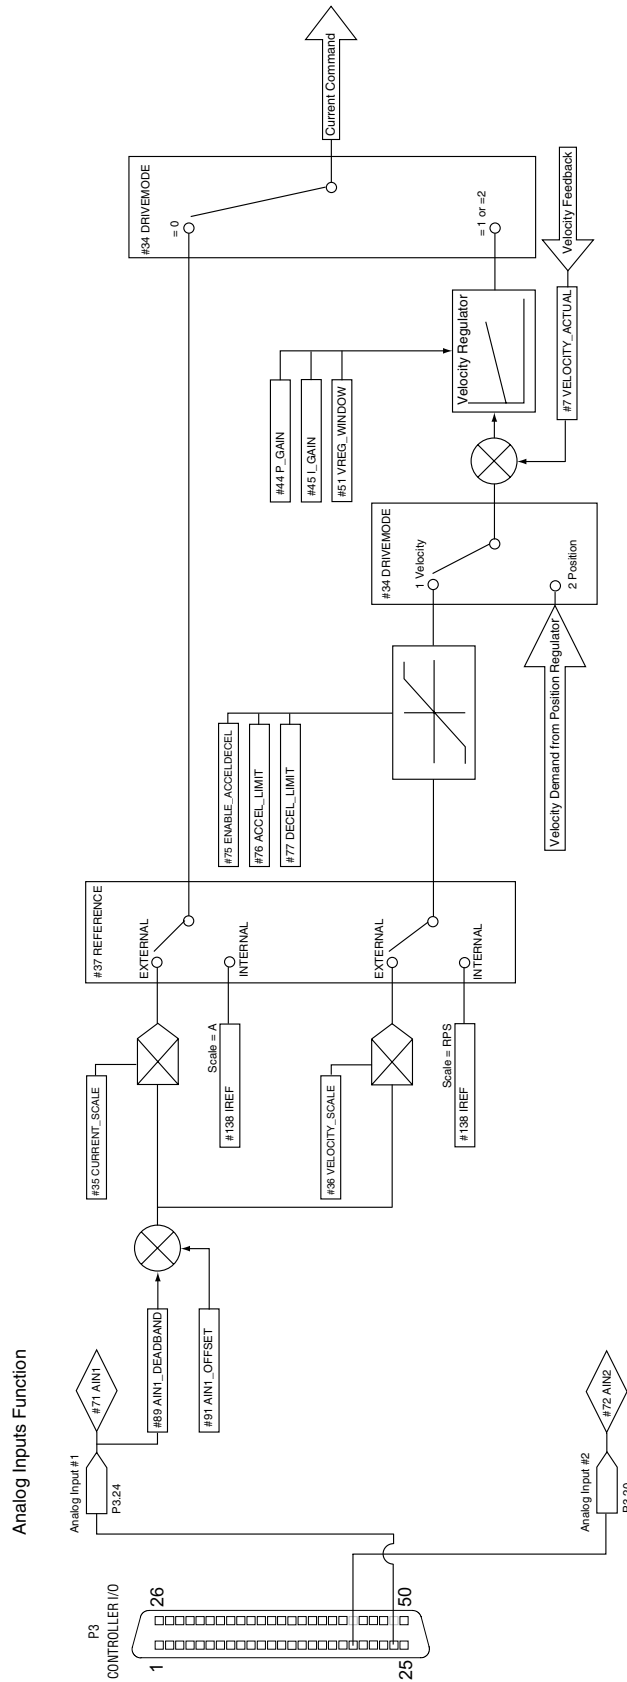 Analog Inputs Function
P3
CONTROLLER I/O
1
26
25
50
Analog Input #1
P3.24
#71 AIN1
#89 AIN1_DEADBAND
#91 AIN1_OFFSET
Analog Input #2
P3.20
#72 AIN2
#35 CURRENT_SCALE
Scale = A
#138 IREF
#36 VELOCITY_SCALE
Scale = RPS
#138 IREF
#37 REFERENCE
EXTERNAL
INTERNAL
EXTERNAL
INTERNAL
#75 ENABLE_ACCELDECEL
#76 ACCEL_LIMIT
#77 DECEL_LIMIT
Velocity Demand from Position Regulator
#34 DRIVEMODE
1 Velocity
2 Position
#44 P_GAIN
#45 I_GAIN
#51 VREG_WINDOW
Velocity Regulator
#7 VELOCITY_ACTUAL
Velocity Feedback
#34 DRIVEMODE
= 0
= 1 or =2
Current Command